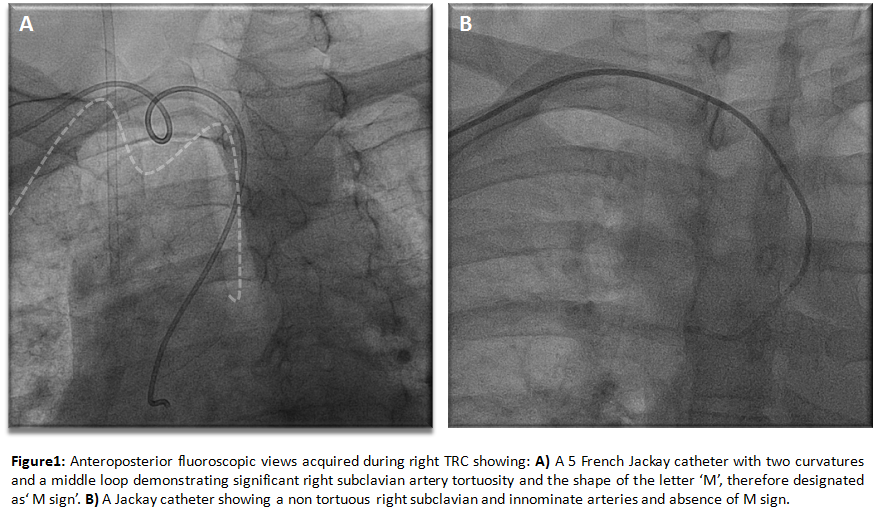 A
B
Figure1: Anteroposterior fluoroscopic views acquired during right TRC showing: A) A 5 French Jackay catheter with two curvatures
and a middle loop demonstrating significant right subclavian artery tortuosity and the shape of the letter ‘M’, therefore designated
as‘ M sign’. B) A Jackay catheter showing a non tortuous right subclavian and innominate arteries and absence of M sign.